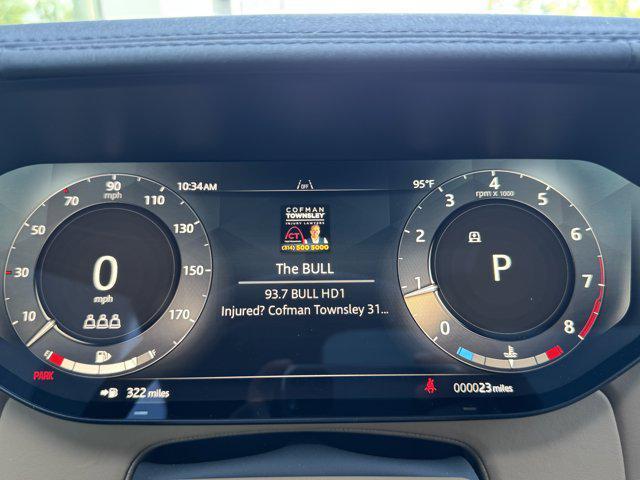 10:34AM
OFF
95°F
COFMAN
TOWNSLEY
INJURY LAWYERS
CT
(314) 500 5000
The BULL
93.7 BULL HD1
Injured? Cofman Townsley 31...
10
30
50
70
90
110
130
150
170
mph
0
mph
E
F
PARK
322 miles
0
1
2
3
4
5
6
7
8
rpm x 1000
P
000023 miles